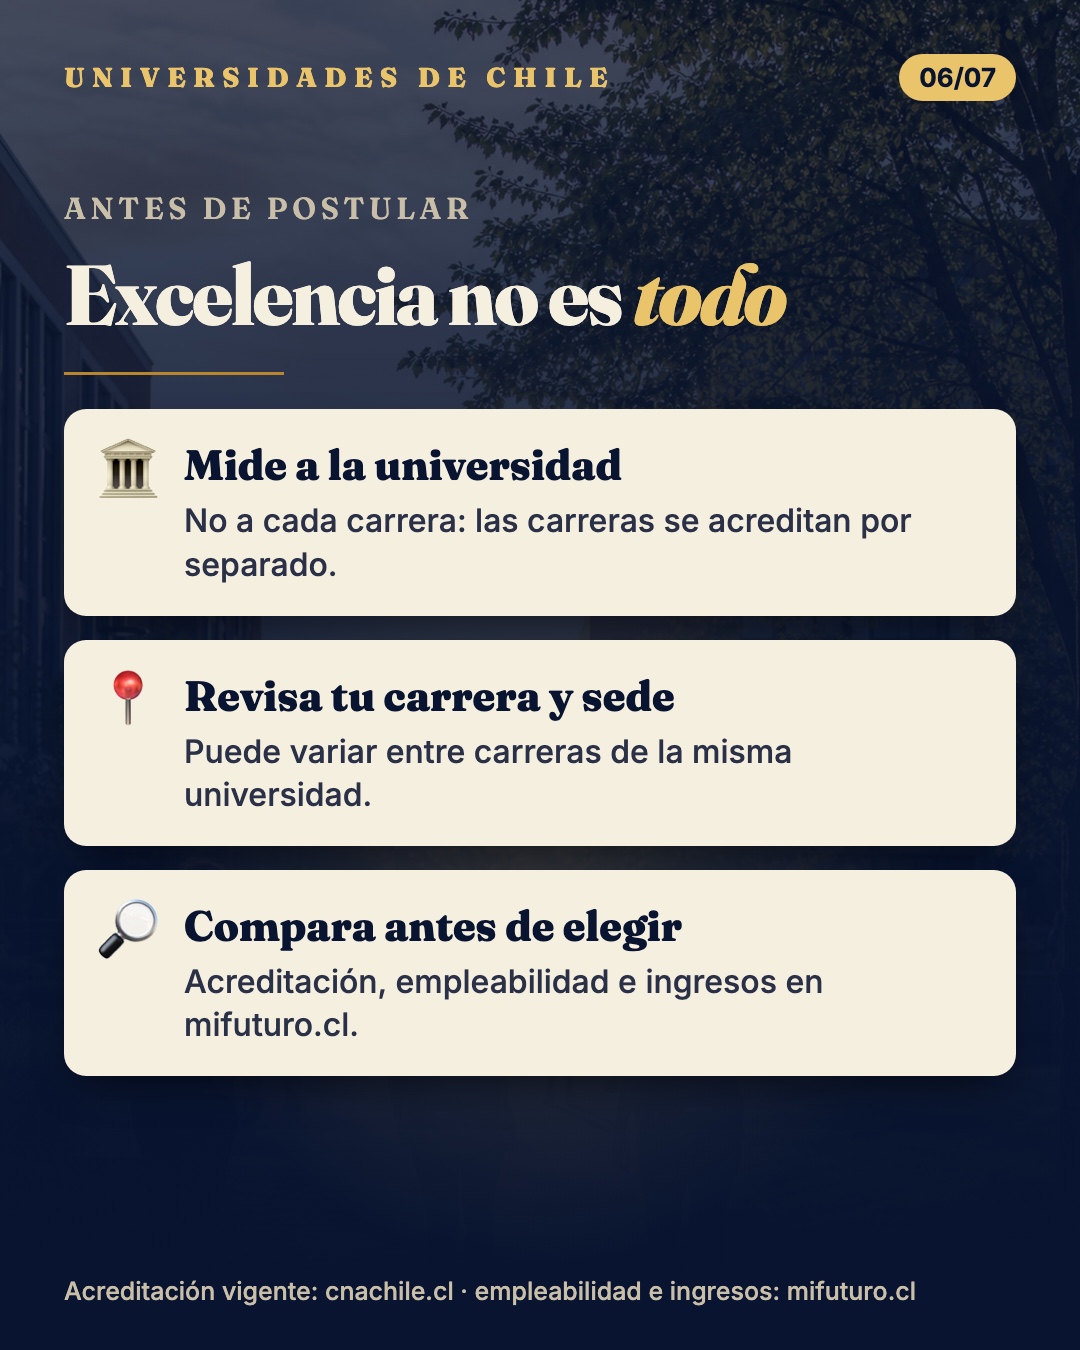 UNIVERSIDADES DE CHILE
06/07
ANTES DE POSTULAR
Excelencia no es todo
Mide a la universidad
No a cada carrera: las carreras se acreditan por
separado.
Revisa tu carrera y sede
Puede variar entre carreras de la misma
universidad.
Compara antes de elegir
Acreditación, empleabilidad e ingresos en
mifuturo.cl.
Acreditación vigente: cnachile.cl · empleabilidad e ingresos: mifuturo.cl